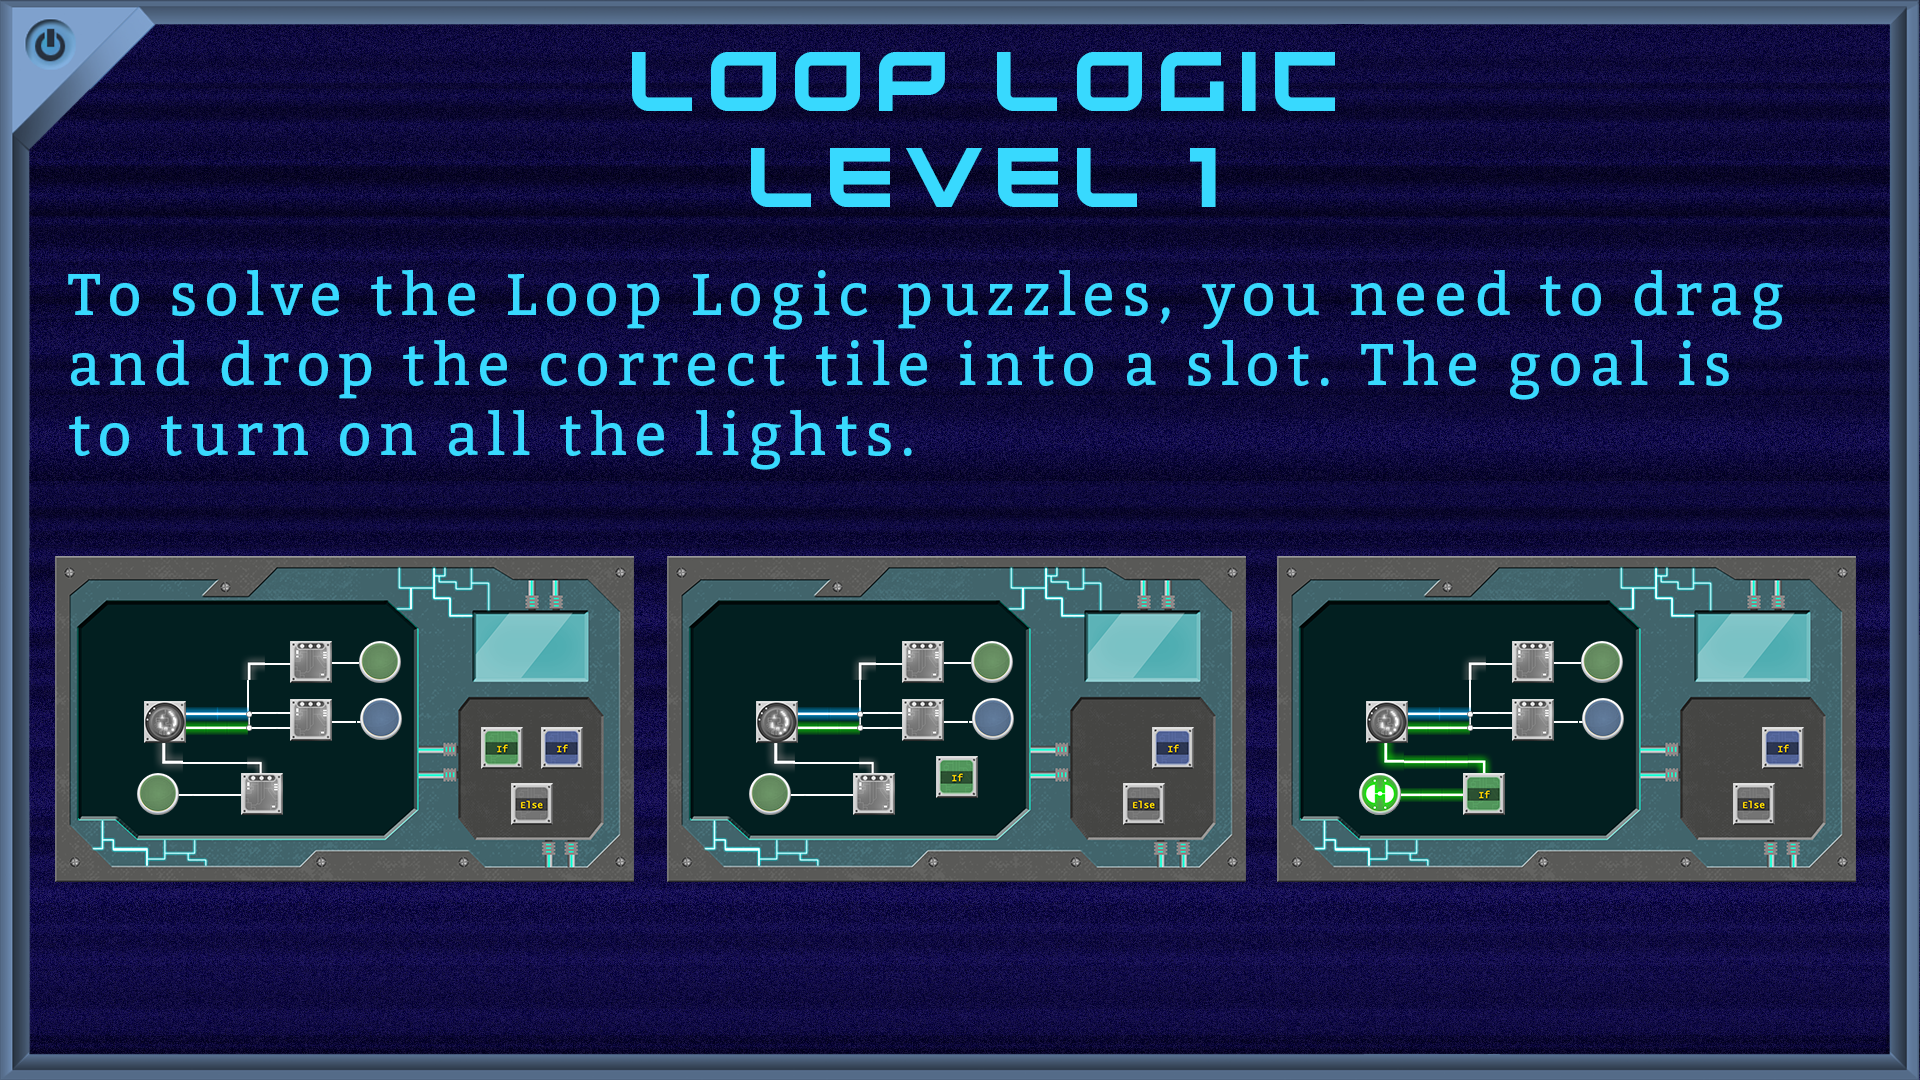 LOOP LOGIC
LEVEL 1
To solve the Loop Logic puzzles, you need to drag
and drop the correct tile into a slot. The goal is
to turn on all the lights.
If If
Else
If
If
Else
If
If
Else